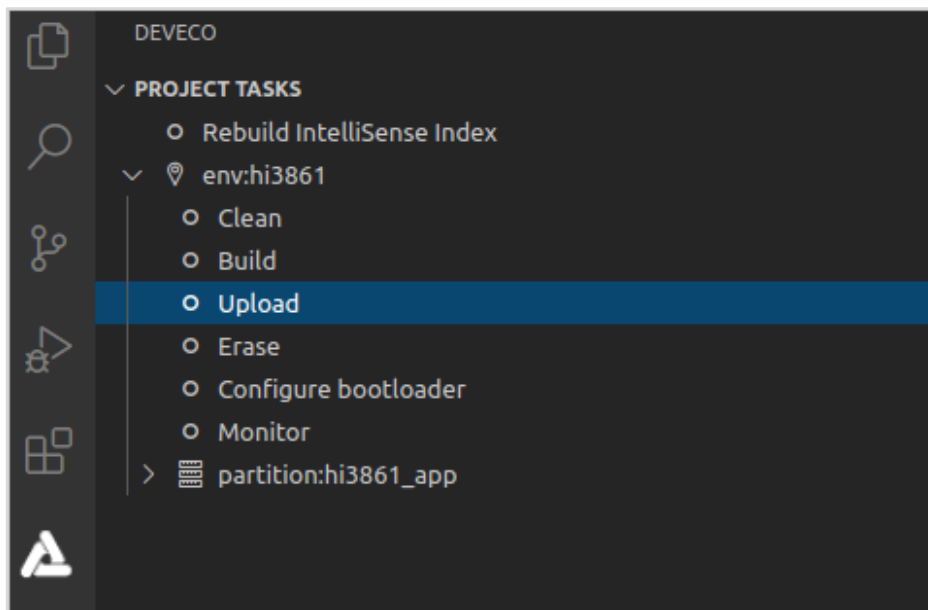 DEVECO
PROJECT TASKS
Rebuild IntelliSense Index
env:hi3861
Clean
Build
Upload
Erase
Configure bootloader
Monitor
partition:hi3861_app